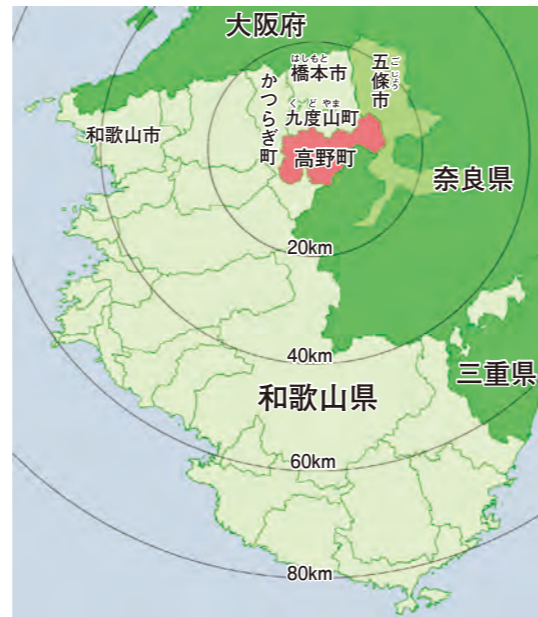 大阪府
はしもと
橋本市
ごじょう
五條市
かつらぎ町
くどやま
九度山町
和歌山市
高野町
奈良県
20km
40km
三重県
和歌山県
60km
80km